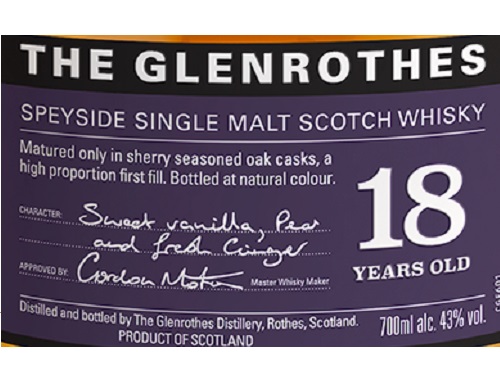 THE GLENROTHES
SPEYSIDE SINGLE MALT SCOTCH WHISKY
Matured only in sherry seasoned oak casks, a
high proportion first fill. Bottled at natural colour.
CHARACTER: Sweet vanilla, Pear
and fresh Ginger
APPROVED BY: Gordon Motion Master Whisky Maker
18
YEARS OLD
Distilled and bottled by The Glenrothes Distillery, Rothes, Scotland.
PRODUCT OF SCOTLAND
700ml alc. 43% vol.